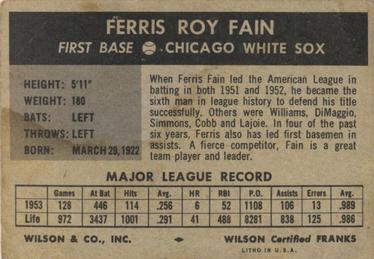 FERRIS ROY FAIN
FIRST BASE CHICAGO WHITE SOX
HEIGHT: 5'11"
WEIGHT: 180
BATS: LEFT
THROWS: LEFT
BORN: MARCH 29, 1922
When Ferris Fain led the American League in
batting in both 1951 and 1952, he became the
sixth man in league history to defend his title
successfully. Others were Williams, DiMaggio,
Simmons, Cobb and Lajoie. In four of the past
six years, Ferris also has led first basemen in
assists. A fierce competitor, Fain is a great
team player and leader.
MAJOR LEAGUE RECORD
Games At Bat Hits Avg. HR RBI P.O. Assists Errors Avg.
1953 128 446 114 .256 6 52 1108 106 13 .989
Life 972 3437 1001 .291 41 488 8281 838 125 .986
WILSON & CO., INC. WILSON Certified FRANKS
LITHO IN U.S.A.